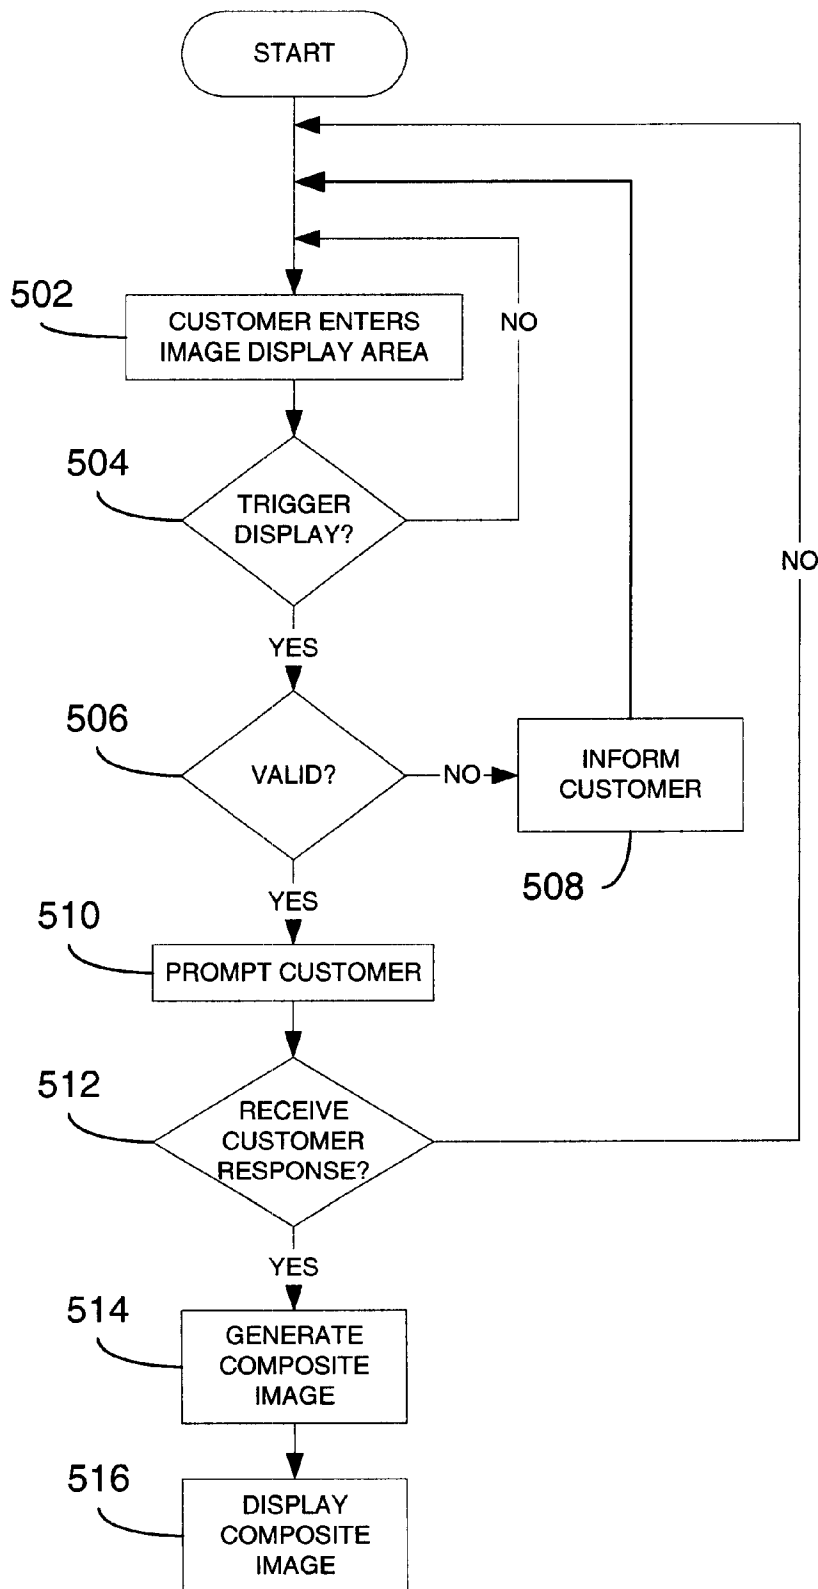 START
502
CUSTOMER ENTERS
IMAGE DISPLAY AREA
NO
504
TRIGGER
DISPLAY?
NO
YES
506
VALID?
NO
INFORM
CUSTOMER
508
YES
510
PROMPT CUSTOMER
512
RECEIVE
CUSTOMER
RESPONSE?
YES
514
GENERATE
COMPOSITE
IMAGE
516
DISPLAY
COMPOSITE
IMAGE